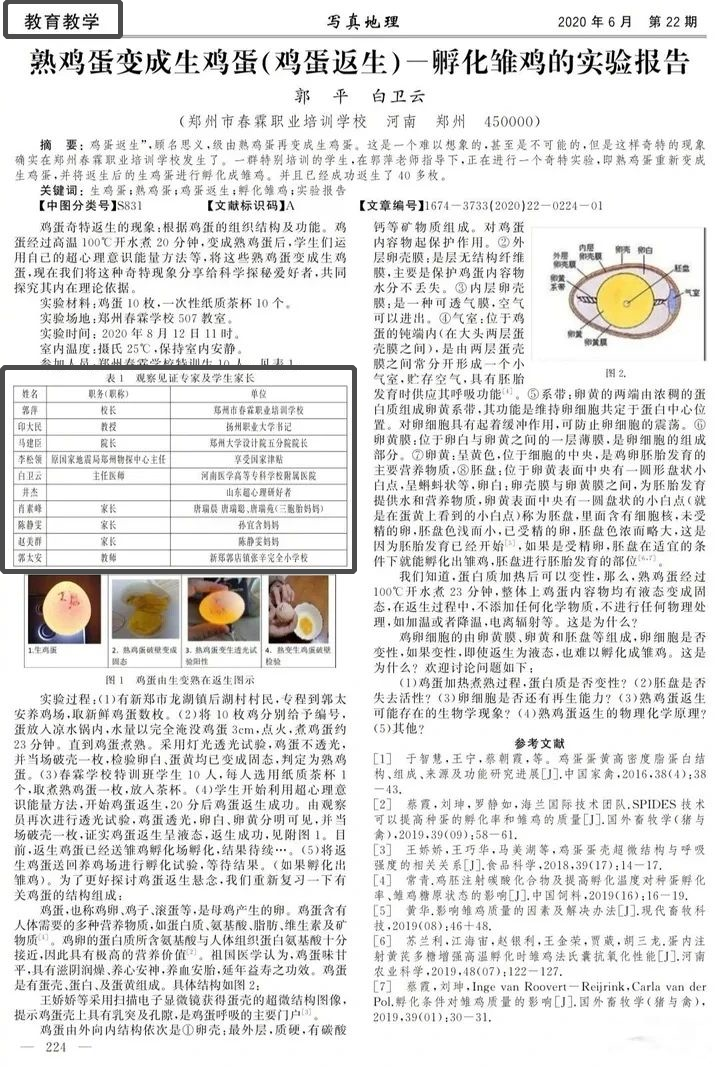 教育教学
写真地理
2020年6月 第22期
熟鸡蛋变成生鸡蛋(鸡蛋返生)—孵化雏鸡的实验报告
郭 平 白卫云
(郑州市春霖职业培训学校 河南 郑州 450000)
摘 要:鸡蛋返生”,顾名思义,级由熟鸡蛋再变成生鸡蛋。这是一个难以想象的,甚至是不可能的,但是这样奇特的现象
确实在郑州春霖职业培训学校发生了。一群特别培训的学生,在郭萍老师指导下,正在进行一个奇特实验,即熟鸡蛋重新变成
生鸡蛋,并将返生后的生鸡蛋进行孵化成雏鸡。并且已经成功返生了40多枚。
关键词:生鸡蛋;熟鸡蛋;鸡蛋返生;孵化雏鸡;实验报告
【中图分类号】S831 【文献标识码】A 【文章编号】1674-3733(2020)22-0224-01
鸡蛋奇特返生的现象:根据鸡蛋的组织结构及功能。鸡
蛋经过高温100℃开水煮20分钟,变成熟鸡蛋后,学生们运
用自己的超心理意识能量方法等,将这些熟鸡蛋变成生鸡
蛋,现在我们将这种奇特现象分享给科学探秘爱好者,共同
探究其内在理论依据。
实验材料:鸡蛋10枚,一次性纸质茶杯10个。
实验场地:郑州春霖学校507教室。
实验时间:2020年8月12日11时。
室内温度:摄氏25℃,保持室内安静。
参加人员:郑州春霖学校特训生10人,见表1
表1 观察见证专家及学生家长
姓名 职务(职称) 单位
郭萍 校长 郑州市春霖职业培训学校
印大民 教授 扬州职业大学书记
马建臣 院长 郑州大学设计院五分院院长
李松领 原国家地震局郑州物探中心主任 享受国家津贴
白卫云 主任医师 河南医学高等专科学校附属医院
井杰 山东超心理研好者
肖素峰 家长 唐瑞晨 唐瑞聪、唐瑞苑(三胞胎妈妈)
陈静雯 家长 孙宜含妈妈
赵美群 家长 陈静雯妈妈
郭太安 教师 新郑郭店镇张辛完全小学校
1.生鸡蛋
2、熟鸡蛋破壁变成固态
3、熟鸡蛋变生透光试验阳性
4、熟变生鸡蛋破壁检验
图1 鸡蛋由生变熟在返生图示
实验过程:(1)有新郑市龙湖镇后湖村村民,专程到郭太
安养鸡场,取新鲜鸡蛋数枚。(2)将10枚鸡分别给予编号,
蛋放入凉水锅内,水量以完全淹没鸡蛋3cm,点火,煮鸡蛋约
23分钟。直到鸡蛋煮熟。采用灯光透光试验,鸡蛋不透光,
并当场破壳一枚,检验卵白、蛋黄均已变成固态,判定为熟鸡
蛋。(3)春霖学校特训班学生10人,每人选用纸质茶杯1
个,取煮熟鸡蛋一枚,放入茶杯。(4)学生开始利用超心理意
识能量方法,开始鸡蛋返生,20分后鸡蛋返生成功。由观察
员再次进行透光试验,鸡蛋透光,卵白、卵黄分明可见,并当
场破壳一枚,证实鸡蛋返生呈液态,返生成功,见附图1。目
前,返生鸡蛋已经送雏鸡孵化场孵化,结果待续…。(5)将返
生鸡蛋送回养鸡场进行孵化试验,等待结果。(如果孵化出
雏鸡)。为了更好探讨鸡蛋返生悬念,我们重新复习一下有
关鸡蛋的结构组成:
鸡蛋,也称鸡卵、鸡子、滚蛋等,是母鸡产生的卵。鸡蛋含有
人体需要的多种营养物质,如蛋白质、氨基酸、脂肪、维生素及矿
物质[1]。鸡卵的蛋白质所含氨基酸与人体组织蛋白氨基酸十分
接近,因此具有极高的营养价值[2]。祖国医学认为,鸡蛋味甘
平,具有滋阴润燥、养心安神,养血安胎,延年益寿之功效。鸡蛋
是有蛋壳、蛋白、及蛋黄组成。具体结构如图2:
王娇娇等采用扫描电子显微镜获得蛋壳的超微结构图像,
提示鸡蛋壳上具有乳突及孔隙,是鸡蛋呼吸的主要门户[3]。
鸡蛋由外向内结构依次是①卵壳:最外层,质硬,有碳酸
钙等矿物质组成。对鸡蛋
内容物起保护作用。②外
层卵壳膜:是层无结构纤维
膜,主要是保护鸡蛋内容物
水分不丢失。③内层卵壳
膜:是一种可透气膜,空气
可以进出。④气室:位于鸡
蛋的钝端内(在大头两层蛋
壳膜之间),是由两层蛋壳
膜之间常分开形成一个小
气室,贮存空气,具有胚胎
外层卵壳膜
内层卵壳膜
卵壳
卵白
胚盘
气室
卵黄系带
卵黄
卵黄膜
图2.
发育时供应其呼吸功能[4]。⑤系带:卵黄的两端由浓稠的蛋
白质组成卵黄系带,其功能是维持卵细胞共定于蛋白中心位
置。对卵细胞具有起着缓冲作用,可防止卵细胞的震荡。⑥
卵黄膜:位于卵白与卵黄之间的一层薄膜,是卵细胞的组成
部分。⑦卵黄:呈黄色,位于细胞的中央,是鸡卵胚胎发育的
主要营养物质,⑧胚盘:位于卵黄表面中央有一圆形盘状小
白点,呈蝌蚪状等,卵白:卵壳膜与卵黄膜之间,为胚胎发育
提供水和营养物质,卵黄表面中央有一圆盘状的小白点(就
是在蛋黄上看到的小白点)称为胚盘,里面含有细胞核,未受
精的卵,胚盘色浅而小,已受精的卵,胚盘色浓而略大,这是
因为胚胎发育已经开始[5],如果是受精卵,胚盘在适宜的条
件下就能孵化出雏鸡,胚盘进行胚胎发育的部位[6,7]。
我们知道,蛋白质加热后可以变性,那么,熟鸡蛋经过
100℃开水煮23分钟,整体上鸡蛋内容物均有液态变成固
态,在返生过程中,不添加任何化学物质,不进行任何物理处
理,如加温或者降温,电离辐射等。这是为什么?
鸡卵细胞的由卵黄膜、卵黄和胚盘等组成,卵细胞是否
变性,如果变性,即使返生为液态,也难以孵化成雏鸡。这是
为什么?欢迎讨论问题如下:
(1)鸡蛋加热煮熟过程,蛋白质是否变性?(2)胚盘是否
失去活性?(3)卵细胞是否还有再生能力?(3)熟鸡蛋返生
可能存在的生物学现象?(4)熟鸡蛋返生的物理化学原理?
(5)其他?
参考文献
[1] 于智慧,王宁,蔡朝霞,等。鸡蛋蛋黄高密度脂蛋白结
构、组成、来源及功能研究进展[J].中国家禽,2016,38(4);38
-43.
[2] 蔡霞,刘珅,罗静如,海兰国际技术团队.SPIDES技术
可以提高种蛋的孵化率和雏鸡的质量[J].国外畜牧学(猪与
禽),2019,39(09);58-61.
[3] 王娇娇,王巧华,马美湖等,鸡蛋蛋壳超微结构与呼吸
强度的相关关系[J].食品科学,2018,39(17);14-17.
[4] 常青.鸡胚注射碳酸化合物及提高孵化温度对种蛋孵化
率、雏鸡糖原状态的影响[J].中国饲料,2019(16);16-19.
[5] 黄华.影响雏鸡质量的因素及解决办法[J].现代畜牧科
技,2019(08);46+48.
[6] 苏兰利,江海宙,赵银利,王金荣,贾葳,胡三龙.蛋内注
射黄芪多糖增强高温孵化时雏鸡法氏囊抗氧化性能[J].河南
农业科学,2019,48(07);122-127.
[7] 蔡霞,刘珅,Inge van Roovert-Reijrink,Carla van der
Pol.孵化条件对雏鸡质量的影响[J].国外畜牧学(猪与禽),
2019,39(01);30-31.
— 224 —